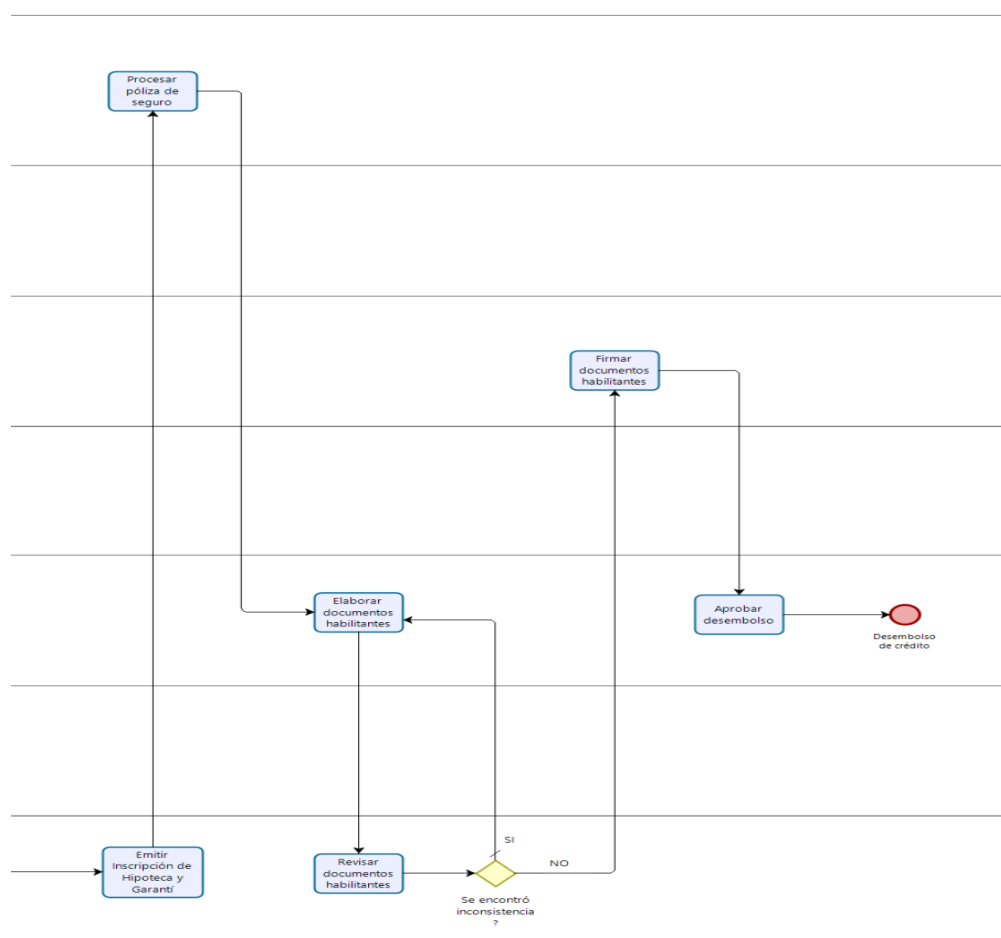 Procesar
póliza de
seguro
Firmar
documentos
habilitantes
Elaborar
documentos
habilitantes
Aprobar
desembolso
Desembolso
de crédito
SI
Emitir
Inscripción de
Hipoteca y
Garantí
Revisar
documentos
habilitantes
NO
Se encontró
inconsistencia
?